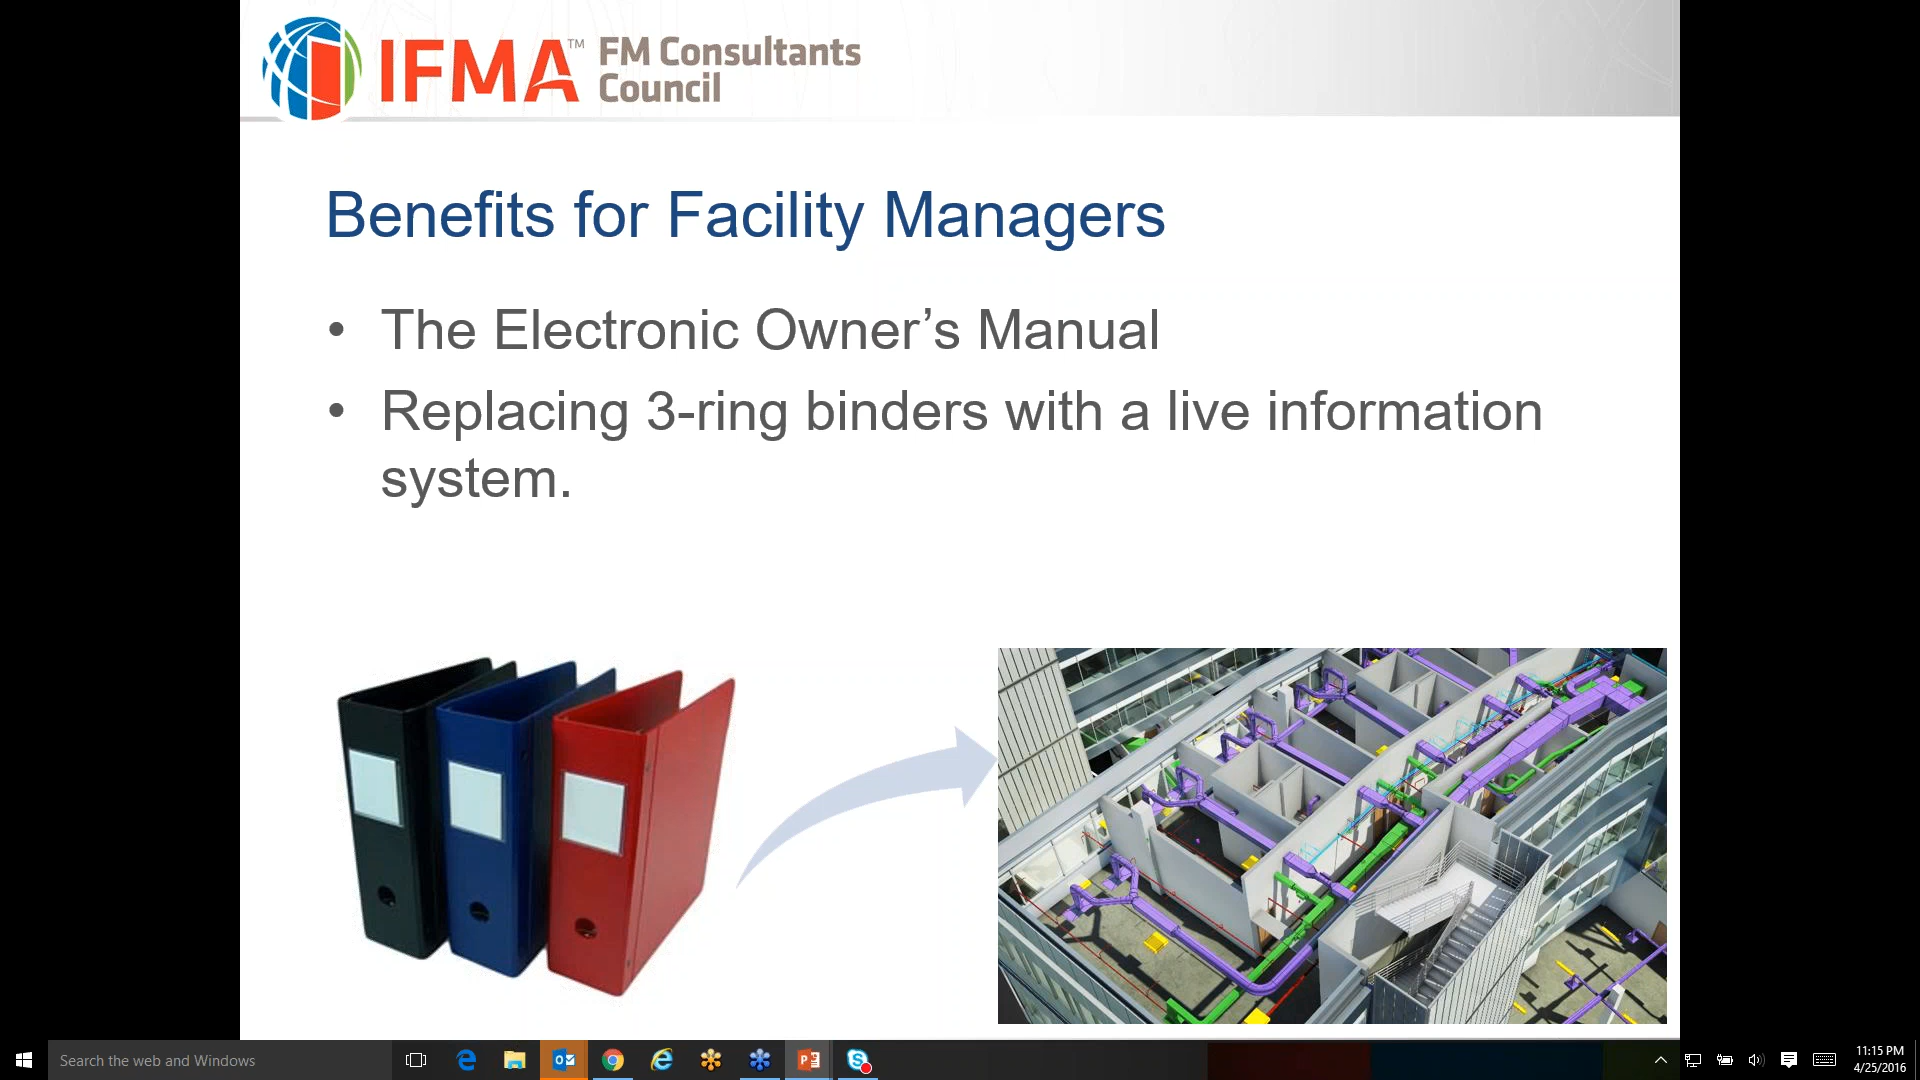 IFMA™ FM Consultants
Council
Benefits for Facility Managers
• The Electronic Owner’s Manual
• Replacing 3-ring binders with a live information
system.
Search the web and Windows
11:15 PM
4/25/2016